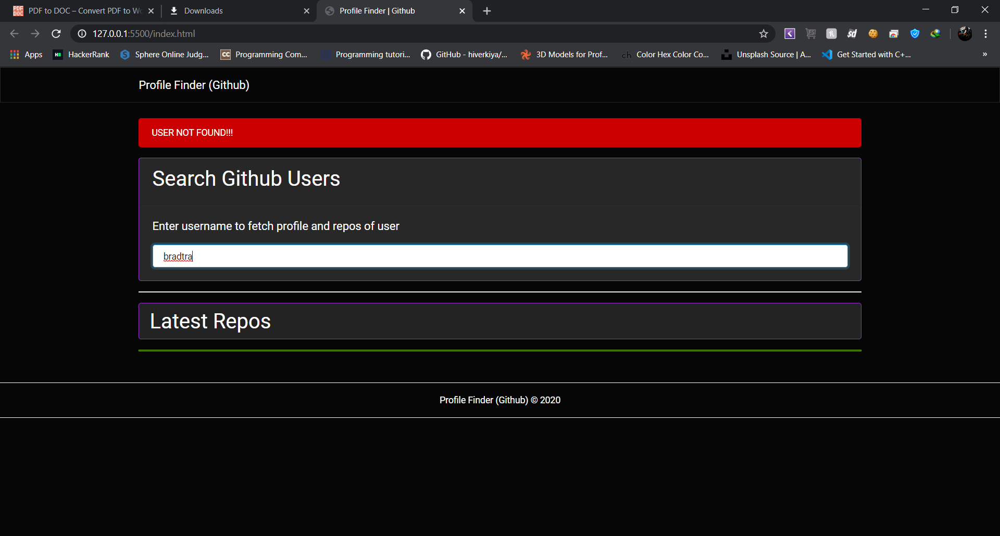 PDF to DOC – Convert PDF to Wo
Downloads
Profile Finder | Github
127.0.0.1:5500/index.html
Apps
HackerRank
Sphere Online Judg...
CC Programming Com...
Programming tutori...
GitHub - hiverkiya/...
3D Models for Prof...
ch Color Hex Color Co...
Unsplash Source | A...
Get Started with C+...
»
Profile Finder (Github)
USER NOT FOUND!!!
Search Github Users
Enter username to fetch profile and repos of user
bradtra
Latest Repos
Profile Finder (Github) © 2020